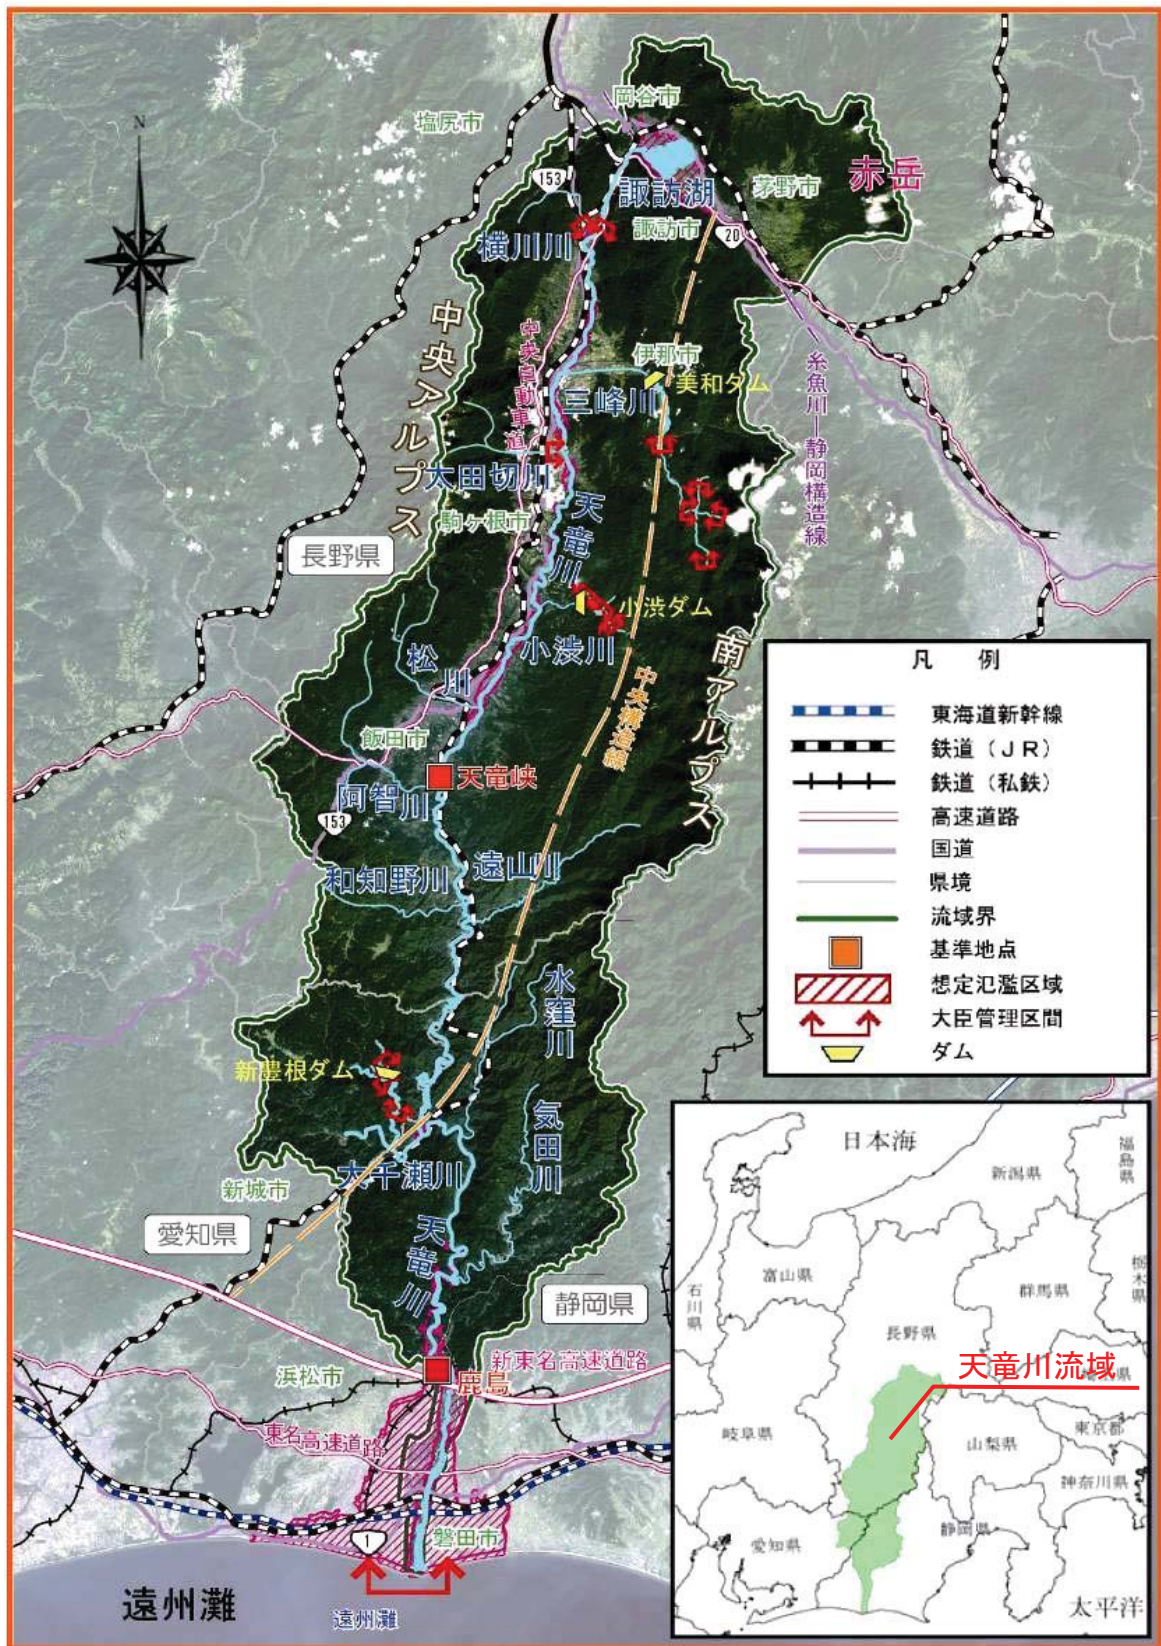 N
岡谷市
塩尻市
赤岳
153
茅野市
諏訪湖
諏訪市
20
横川川
中央アルプス
中央自動車道
伊那市
美和ダム
三峰川
糸魚川―静岡構造線
太田切川
駒ヶ根市
天竜川
長野県
小渋ダム
小渋川
南アルプス
松川
中央構造線
飯田市
天竜峡
阿智川
153
和知野川
遠山川
水窪川
新豊根ダム
気田川
大千瀬川
新城市
愛知県
天竜川
静岡県
新東名高速道路
浜松市
鹿島
東名高速道路
1
磐田市
遠州灘
遠州灘
凡 例
東海道新幹線
鉄道（JR）
鉄道（私鉄）
高速道路
国道
県境
流域界
基準地点
想定氾濫区域
大臣管理区間
ダム
日本海
福島県
新潟県
栃木県
富山県
石川県
群馬県
長野県
天竜川流域
岐阜県
山梨県
東京都
神奈川県
静岡県
愛知県
太平洋